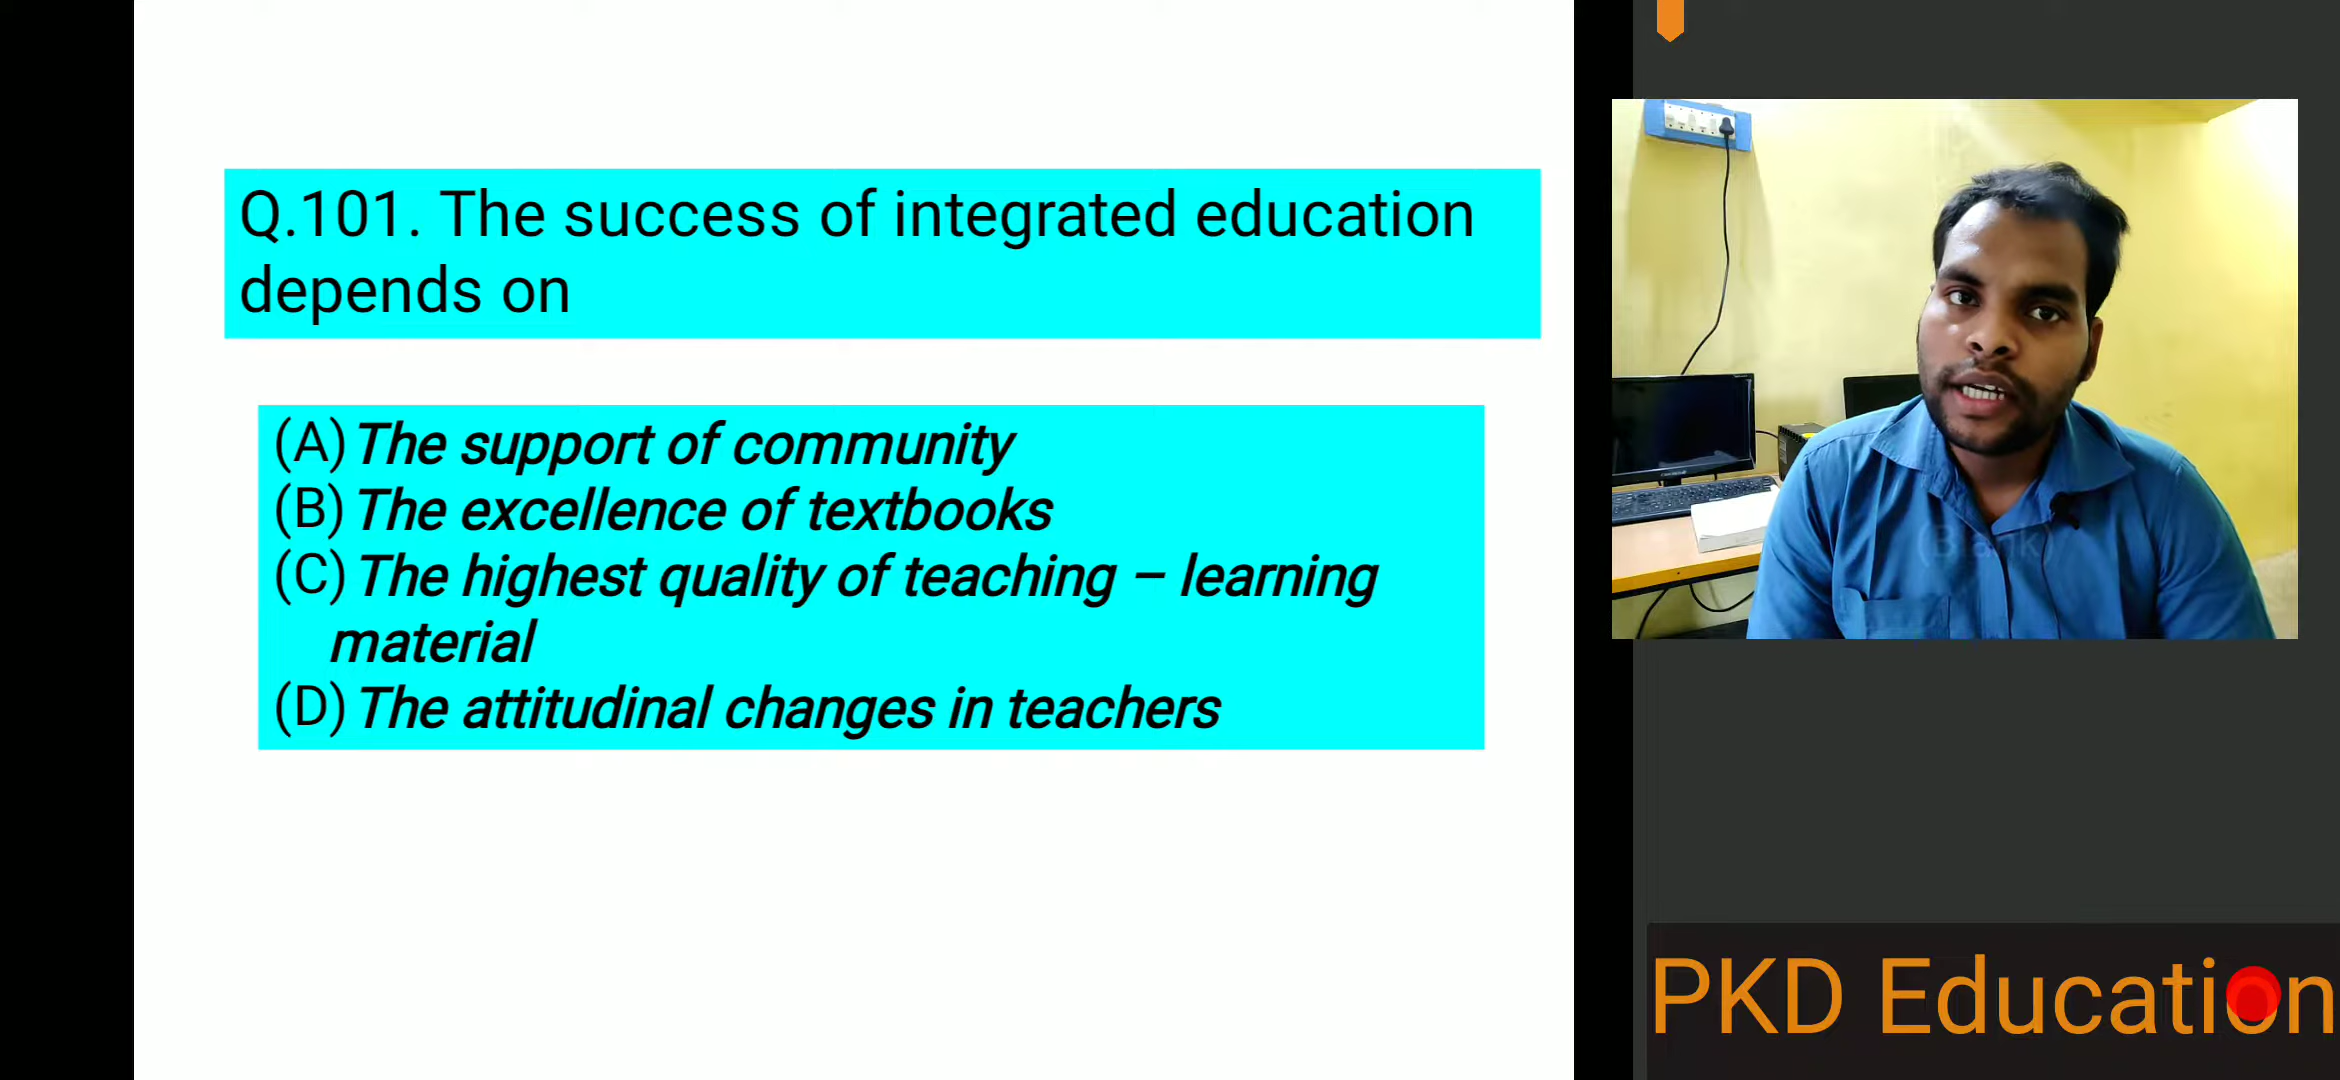 Q.101. The success of integrated education
depends on
(A) The support of community
(B) The excellence of textbooks
(C) The highest quality of teaching – learning
material
(D) The attitudinal changes in teachers
(Blank)
PKD Education